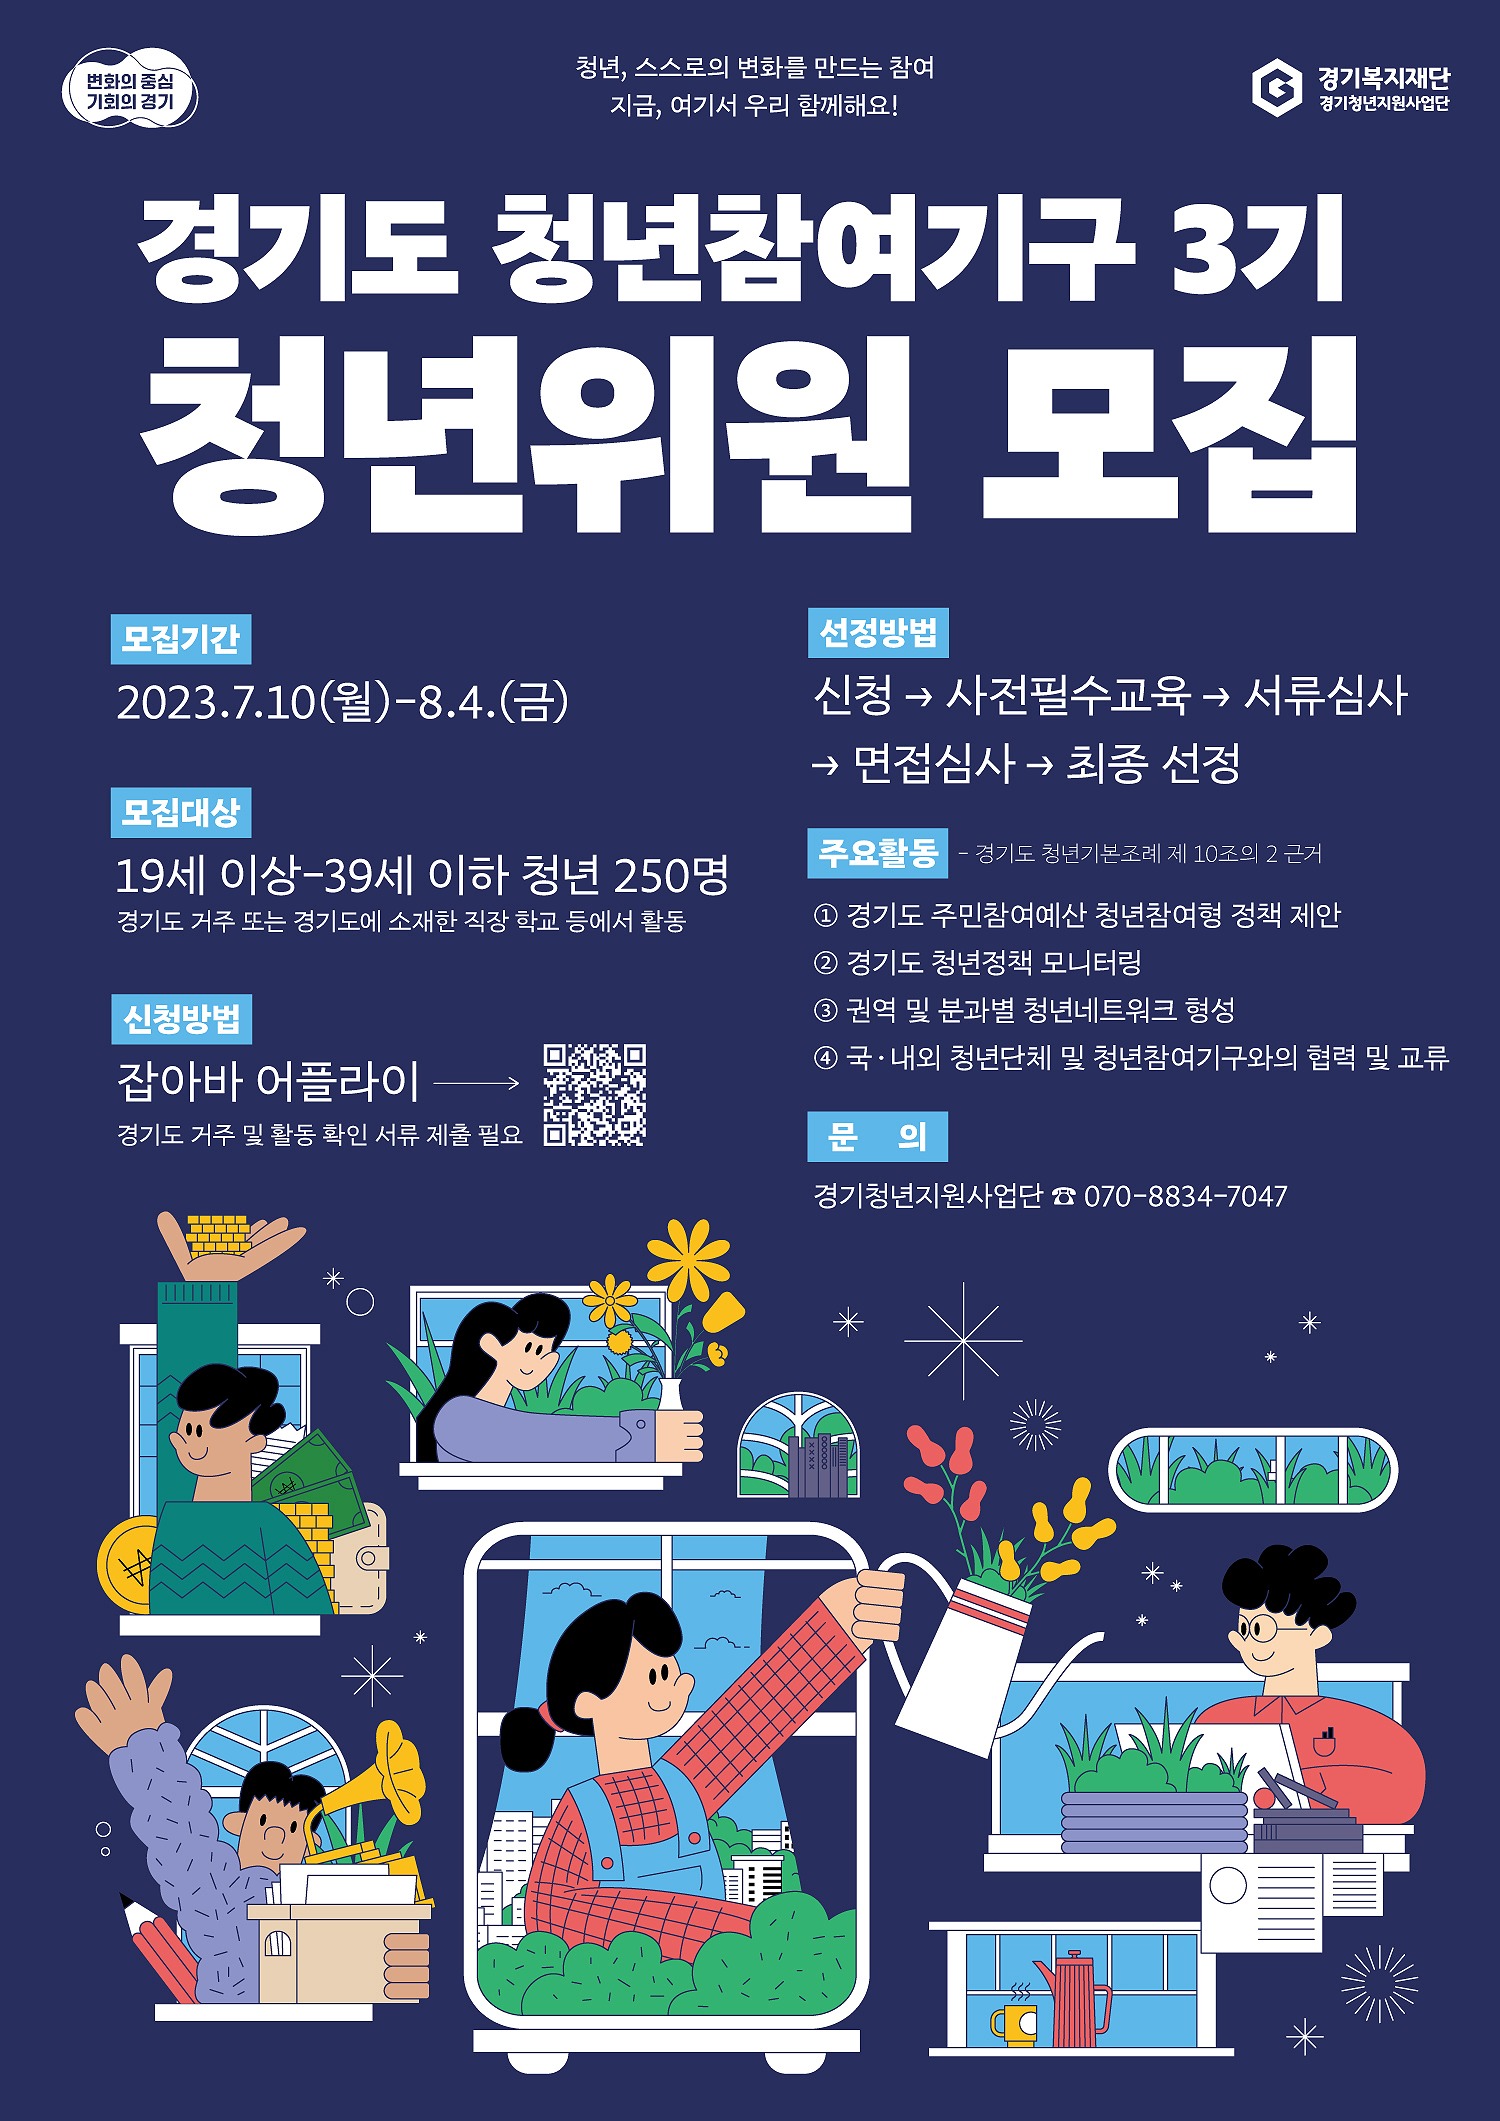 변화의 중심
기회의 경기
청년, 스스로의 변화를 만드는 참여
지금, 여기서 우리 함께해요!
경기복지재단
경기청년지원사업단
경기도 청년참여기구 3기
청년위원 모집
모집기간
2023.7.10(월)-8.4.(금)
모집대상
19세 이상-39세 이하 청년 250명
경기도 거주 또는 경기도에 소재한 직장 학교 등에서 활동
신청방법
잡아바 어플라이
경기도 거주 및 활동 확인 서류 제출 필요
선정방법
신청 → 사전필수교육 → 서류심사
→ 면접심사 → 최종 선정
주요활동 - 경기도 청년기본조례 제 10조의 2 근거
① 경기도 주민참여예산 청년참여형 정책 제안
② 경기도 청년정책 모니터링
③ 권역 및 분과별 청년네트워크 형성
④ 국·내외 청년단체 및 청년참여기구와의 협력 및 교류
문 의
경기청년지원사업단 ☎ 070-8834-7047